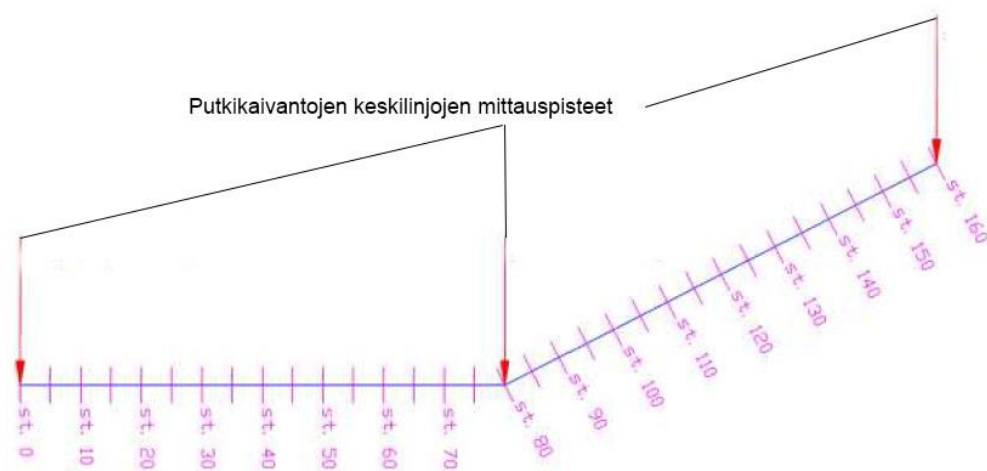 Putkikaivantojen keskilinjojen mittauspisteet
st. 0
st. 10
st. 20
st. 30
st. 40
st. 50
st. 60
st. 70
st. 80
st. 90
st. 100
st. 110
st. 120
st. 130
st. 140
st. 150
st. 160